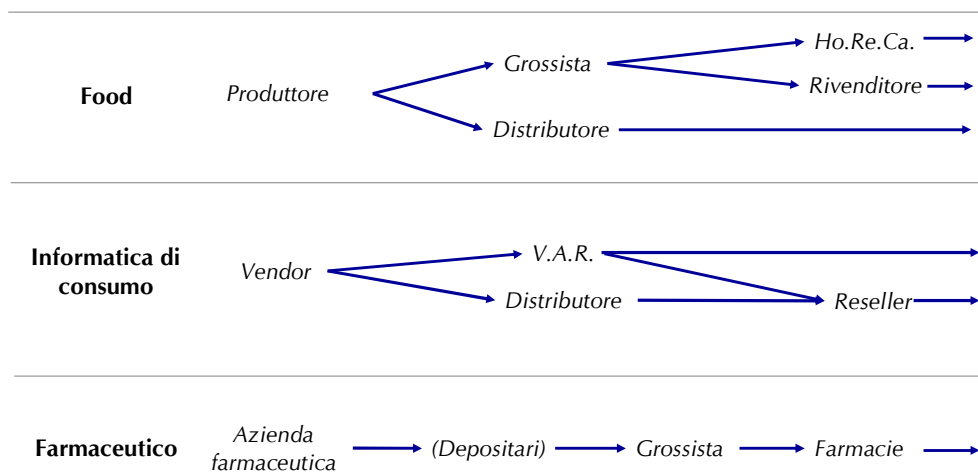 Ho.Re.Ca.
Grossista
Food
Produttore
Rivenditore
Distributore
Informatica di
consumo
Vendor
V.A.R.
Distributore
Reseller
Farmaceutico
Azienda
farmaceutica
(Depositari)
Grossista
Farmacie